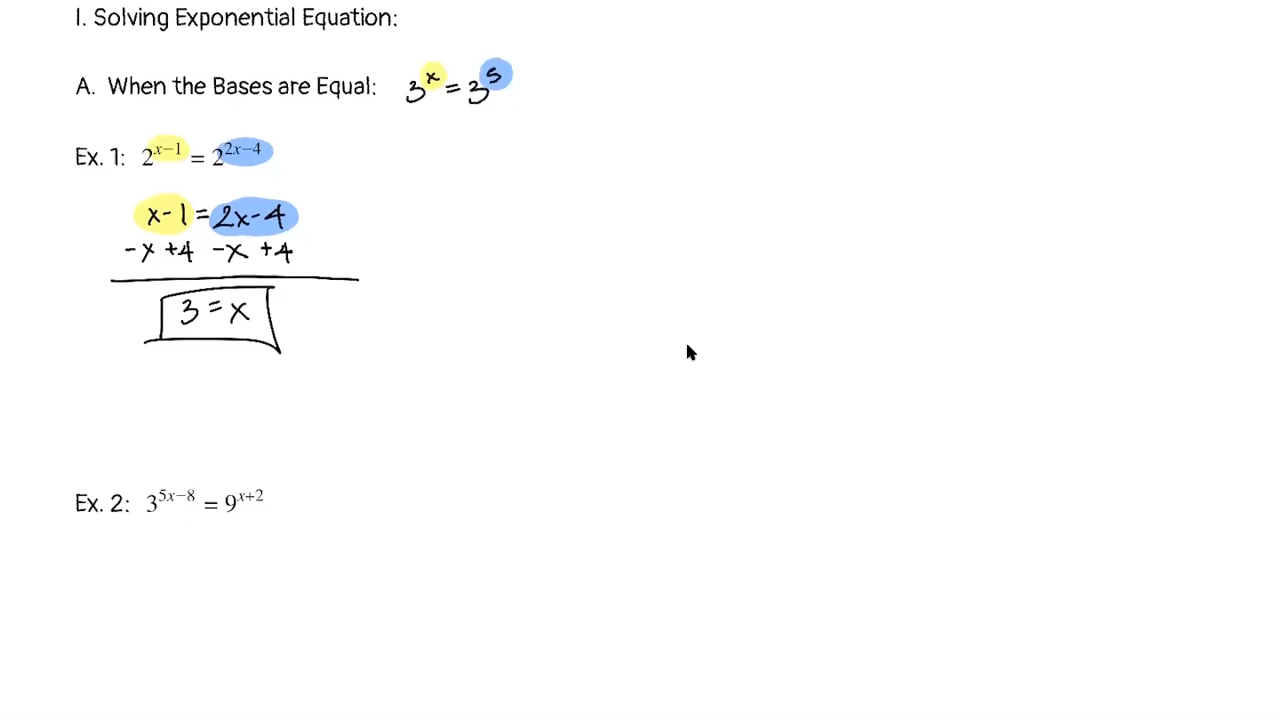 I. Solving Exponential Equation:
A. When the Bases are Equal: 3^x = 3^5
Ex. 1: 2^{x−1} = 2^{2x−4}
x-1 = 2x-4
-x +4 -x +4
3 = x
Ex. 2: 3^{5x−8} = 9^{x+2}